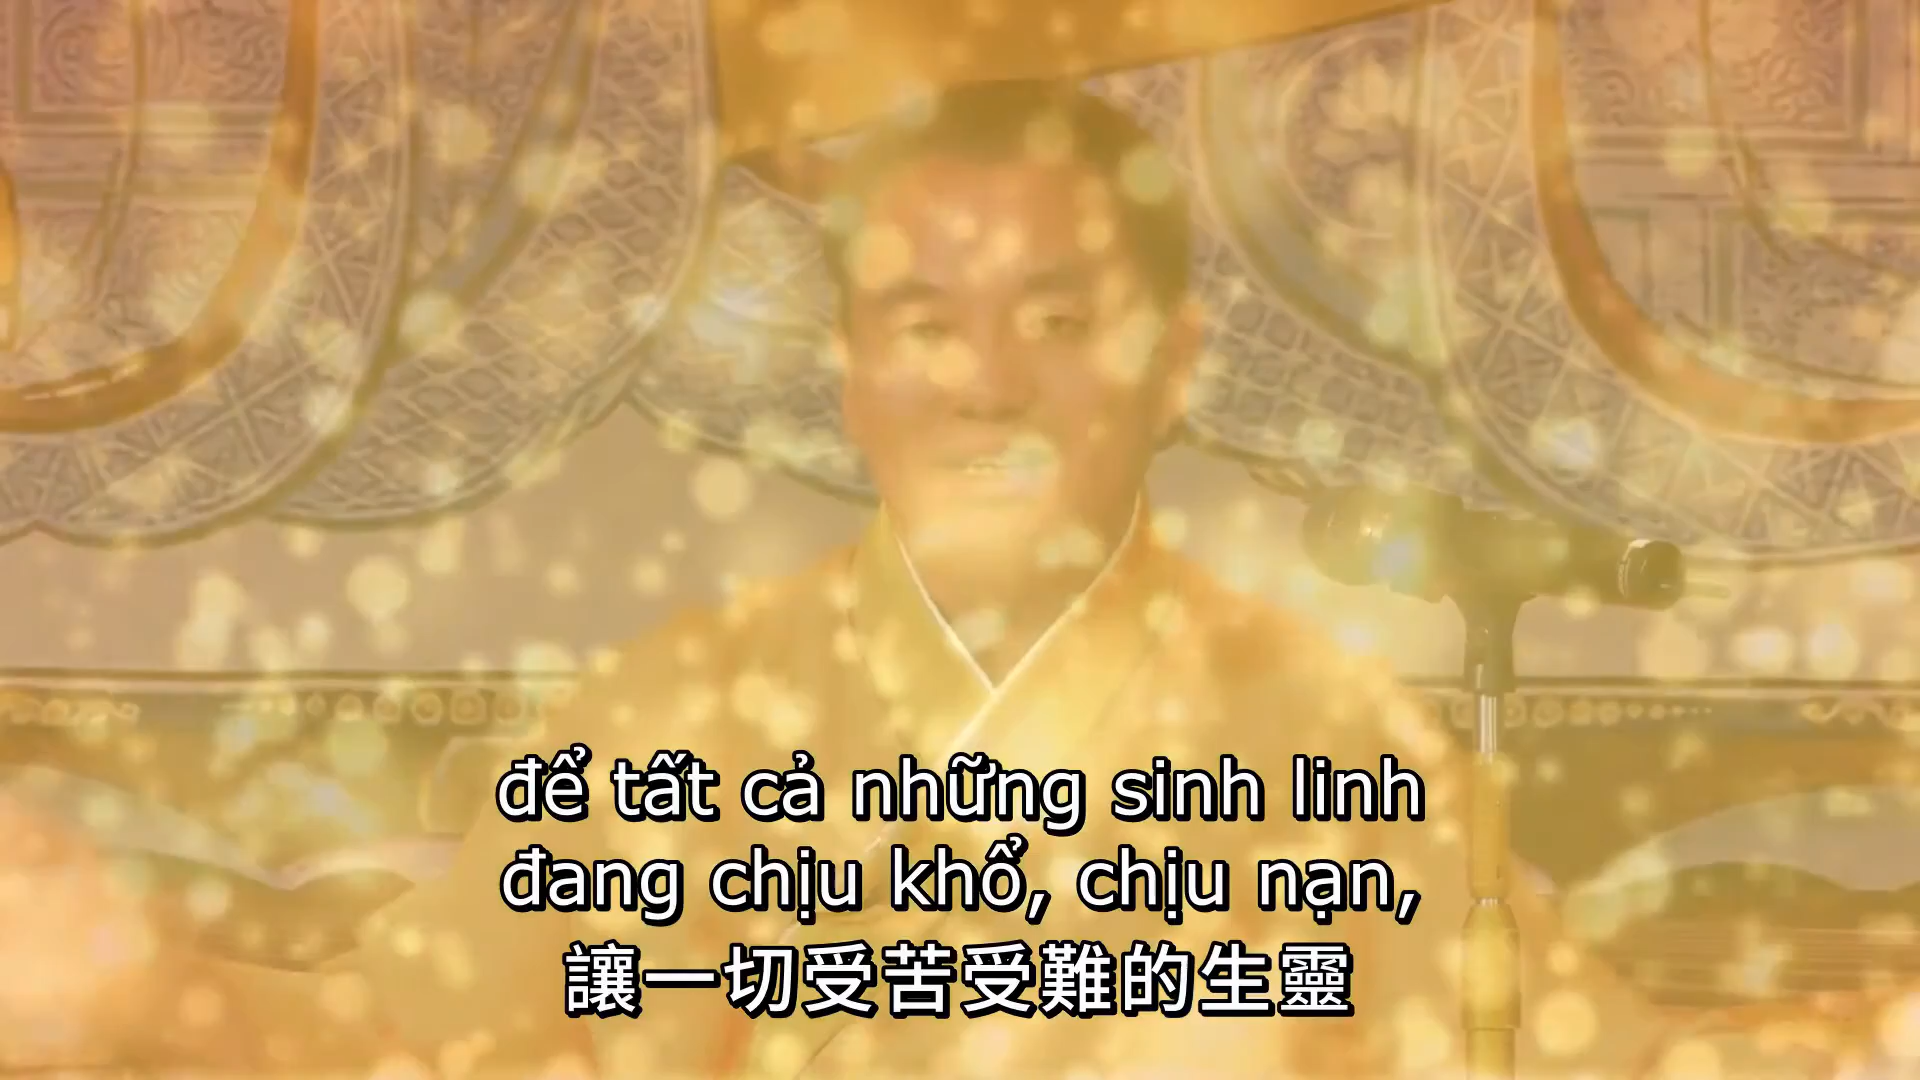 để tất cả những sinh linh
đang chịu khổ, chịu nạn,
讓一切受苦受難的生靈